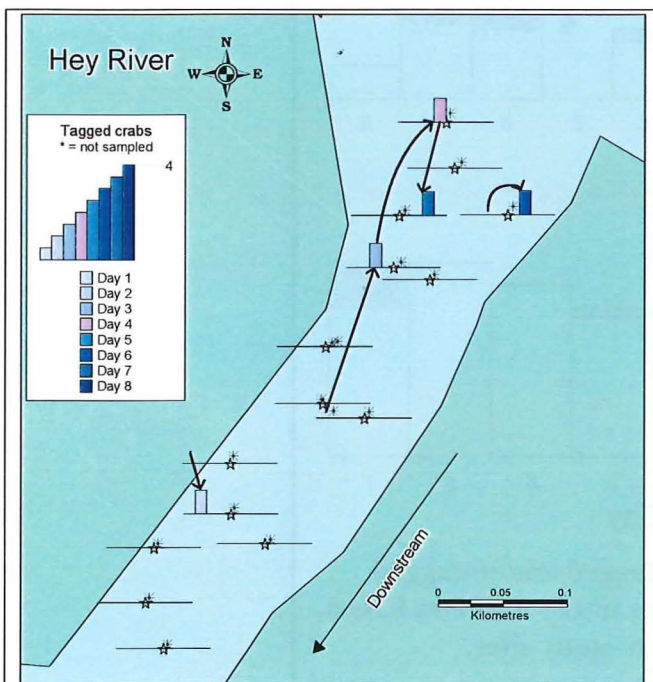 Hey River
N
W E
S
Tagged crabs
* = not sampled
4
Day 1
Day 2
Day 3
Day 4
Day 5
Day 6
Day 7
Day 8
Downstream
0 0.05 0.1
Kilometres